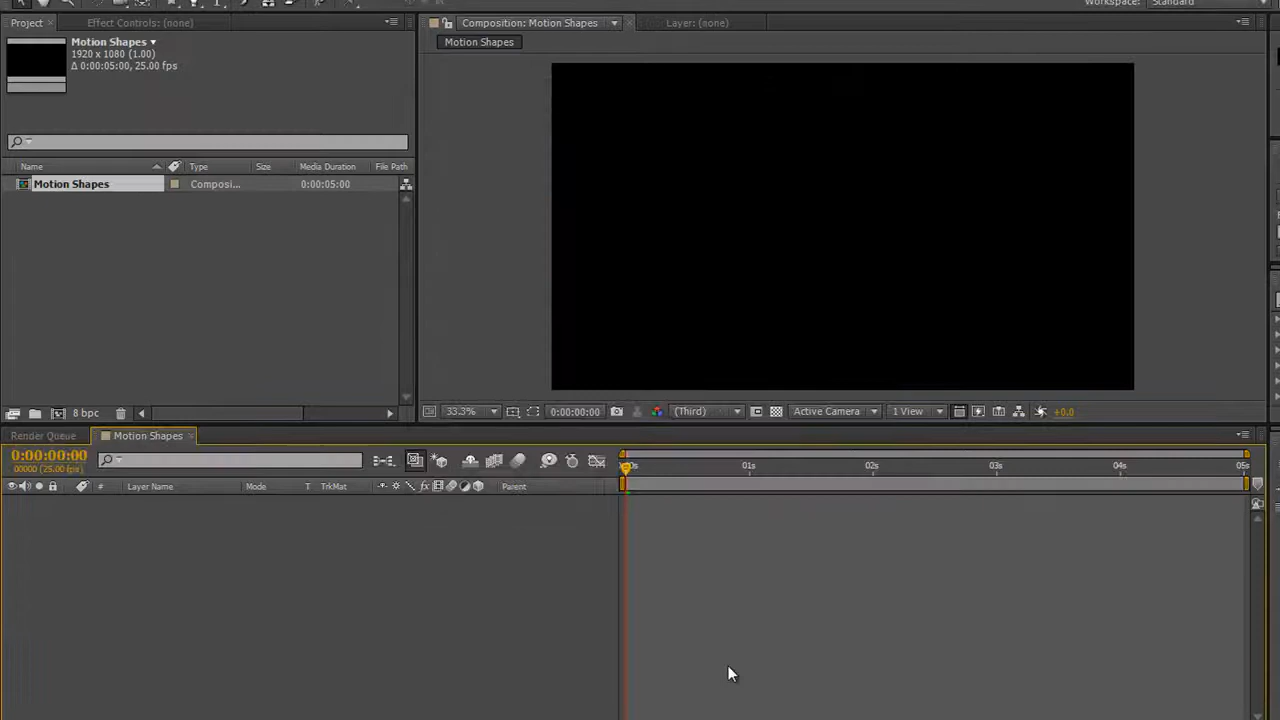 Workspace: Standard
Project × Effect Controls: (none) Composition: Motion Shapes × Layer: (none)
Motion Shapes
Motion Shapes
1920 x 1080 (1.00)
Δ 0:00:05:00, 25.00 fps
Name Type Size Media Duration File Path
Motion Shapes Composi... 0:00:05:00
8 bpc 33.3% 0:00:00:00 (Third) Active Camera 1 View +0.0
Render Queue Motion Shapes ×
0:00:00:00
00000 (25.00 fps)
0s 01s 02s 03s 04s 05s
# Layer Name Mode T TrkMat fx Parent